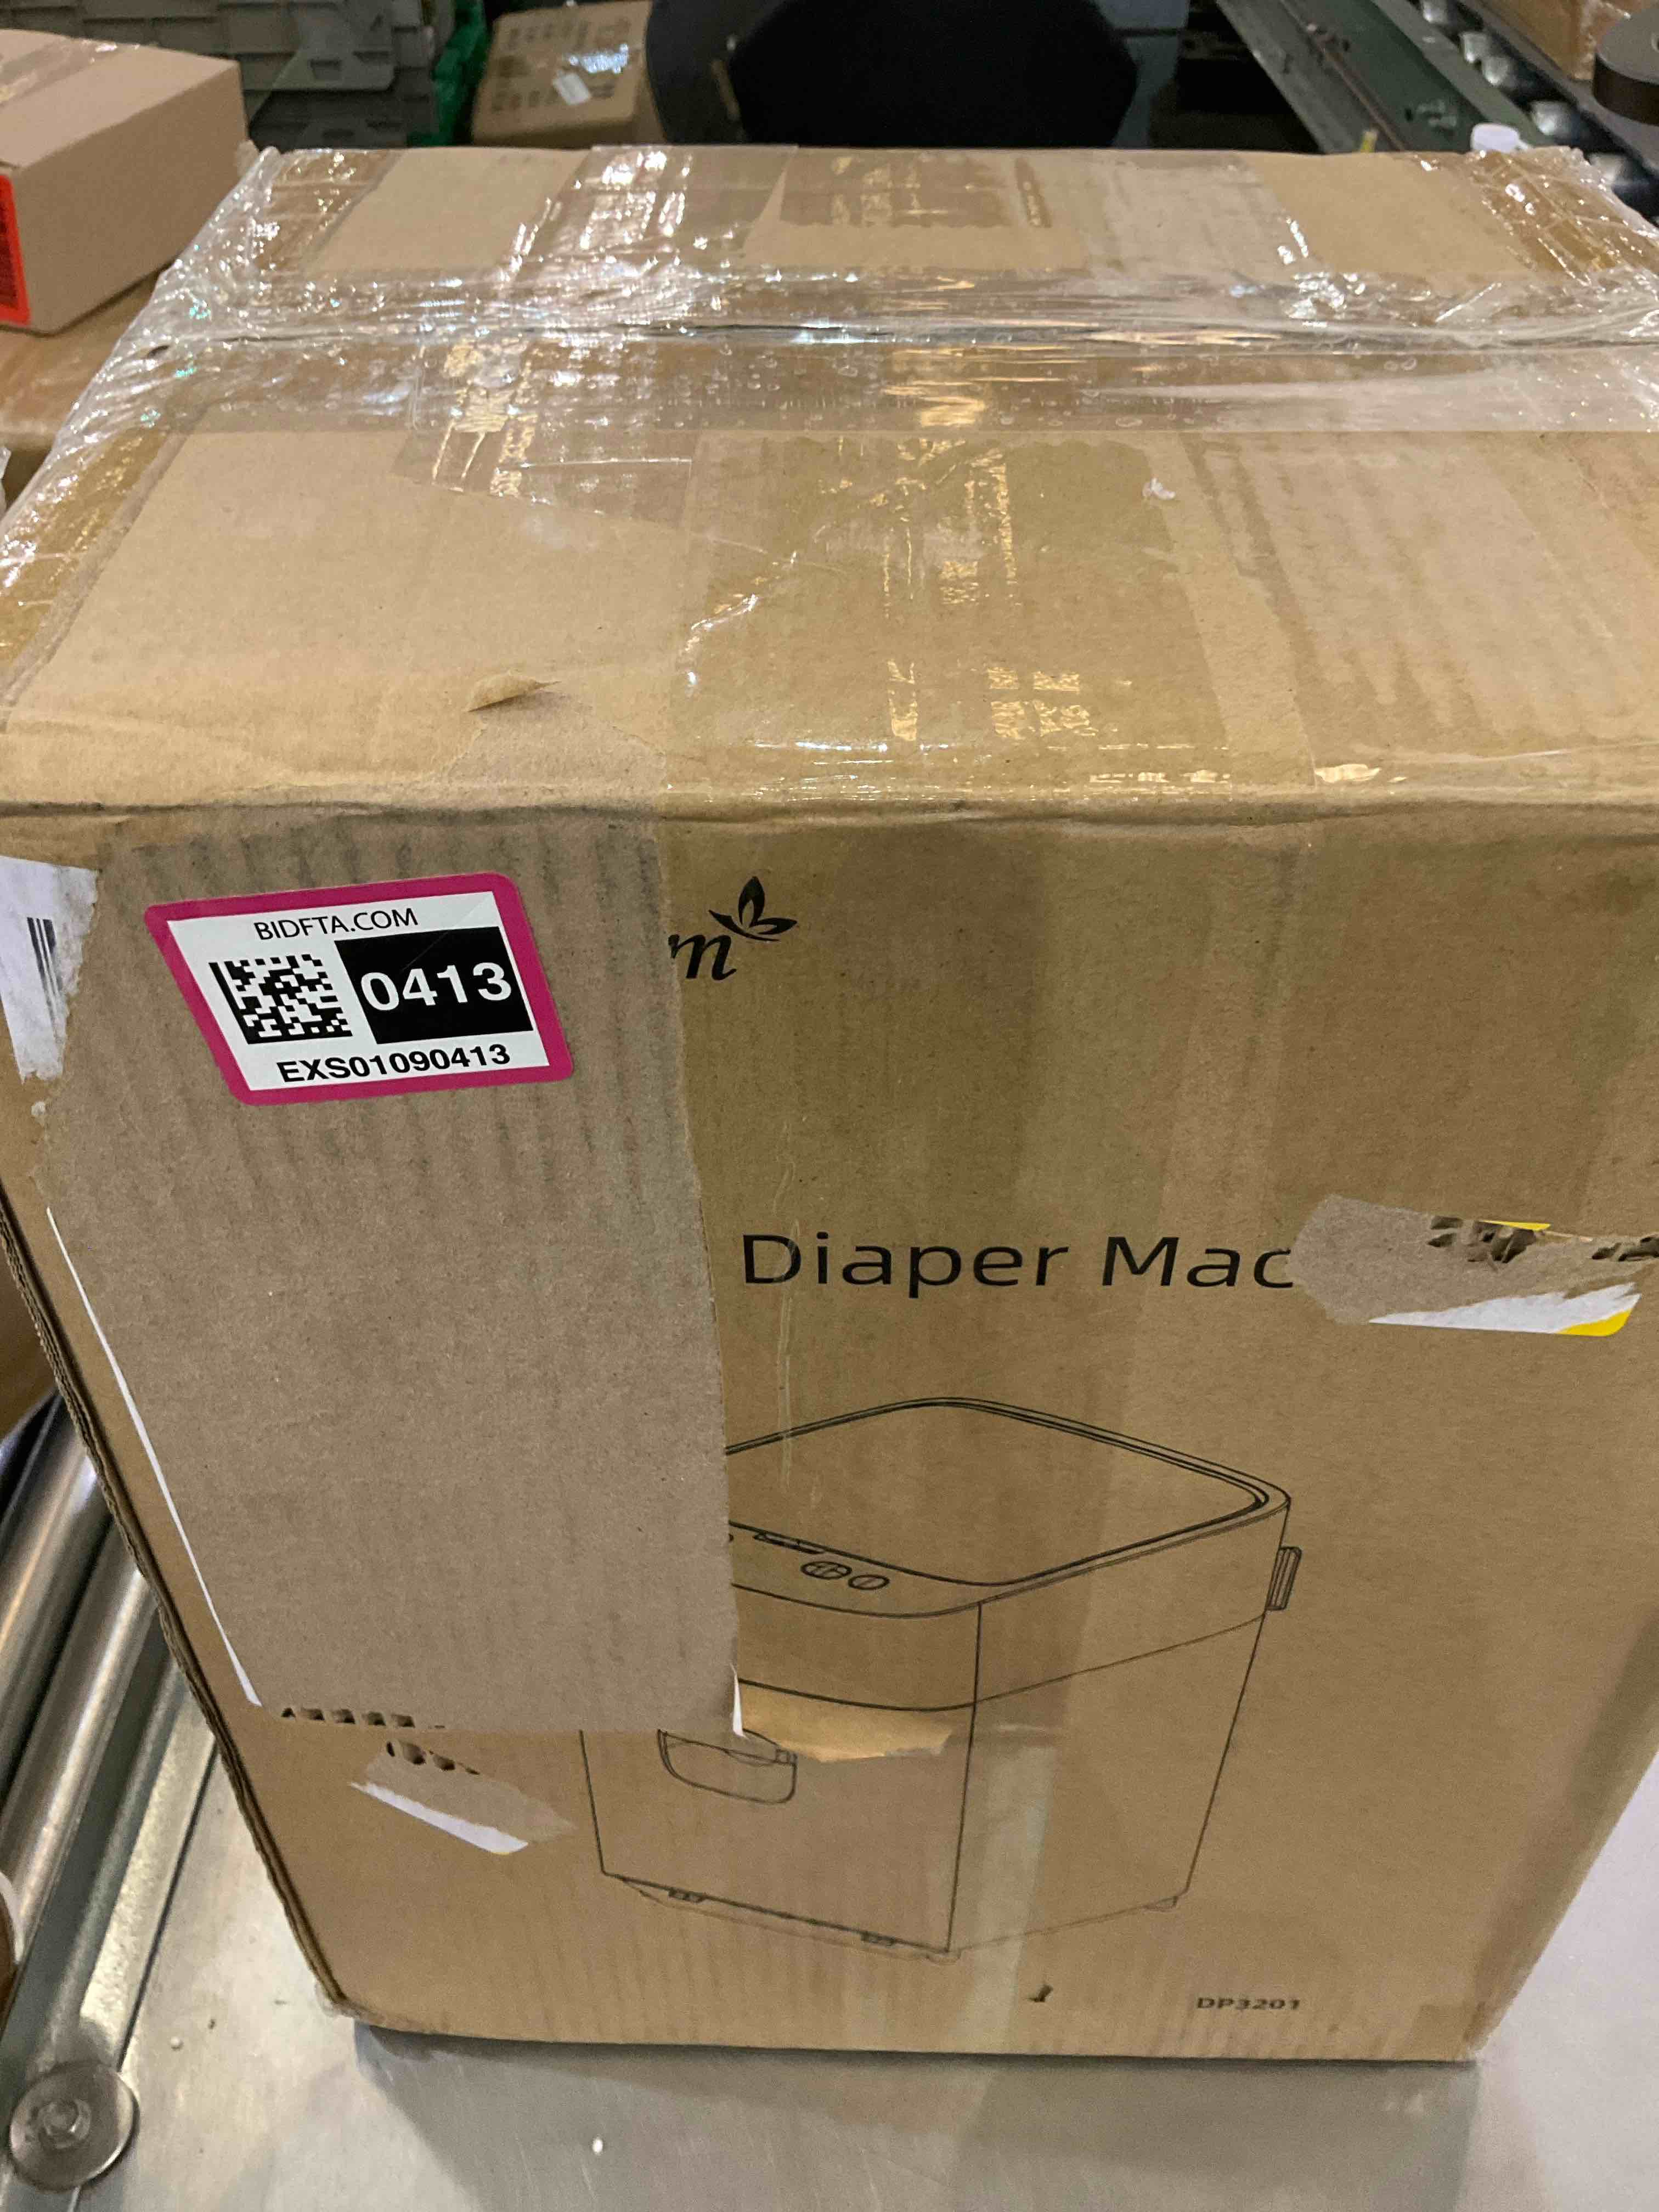 BIDFTA.COM
0413
EXS01090413
m
Diaper Mac
DP3201